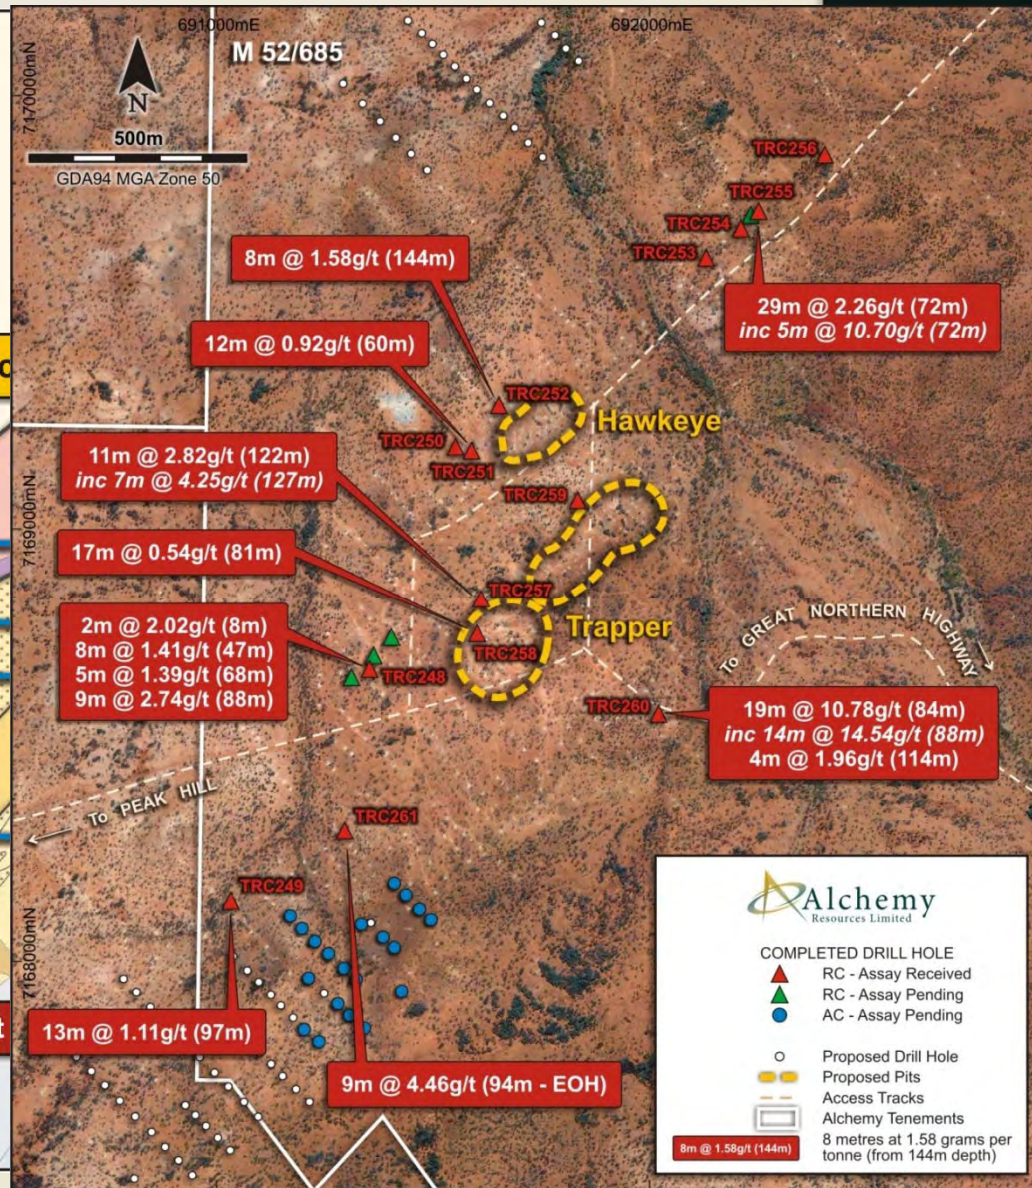 691000mE
692000mE
M 52/685
7170000mN
N
500m
GDA94 MGA Zone 50
TRC256
TRC255
TRC254
TRC253
8m @ 1.58g/t (144m)
29m @ 2.26g/t (72m)
inc 5m @ 10.70g/t (72m)
12m @ 0.92g/t (60m)
TRC252
Hawkeye
TRC250
TRC251
11m @ 2.82g/t (122m)
inc 7m @ 4.25g/t (127m)
TRC259
7169000mN
17m @ 0.54g/t (81m)
TRC257
Trapper
TRC258
2m @ 2.02g/t (8m)
8m @ 1.41g/t (47m)
5m @ 1.39g/t (68m)
9m @ 2.74g/t (88m)
TRC248
To GREAT NORTHERN HIGHWAY
TRC260
19m @ 10.78g/t (84m)
inc 14m @ 14.54g/t (88m)
4m @ 1.96g/t (114m)
To PEAK HILL
TRC261
TRC249
7168000mN
13m @ 1.11g/t (97m)
9m @ 4.46g/t (94m - EOH)
Alchemy
Resources Limited
COMPLETED DRILL HOLE
RC - Assay Received
RC - Assay Pending
AC - Assay Pending
Proposed Drill Hole
Proposed Pits
Access Tracks
Alchemy Tenements
8m @ 1.58g/t (144m)
8 metres at 1.58 grams per
tonne (from 144m depth)